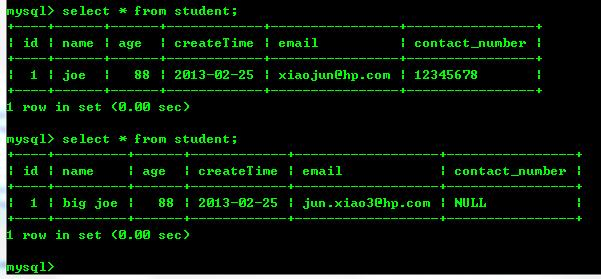 mysql> select * from student;
+----+------+-----+------------+-----------------+----------------+
| id | name | age | createTime | email           | contact_number |
+----+------+-----+------------+-----------------+----------------+
|  1 | joe  |  88 | 2013-02-25 | xiaojun@hp.com | 12345678       |
+----+------+-----+------------+-----------------+----------------+
1 row in set (0.00 sec)
mysql> select * from student;
+----+---------+-----+------------+------------------+----------------+
| id | name    | age | createTime | email            | contact_number |
+----+---------+-----+------------+------------------+----------------+
|  1 | big joe |  88 | 2013-02-25 | jun.xiao3@hp.com | NULL           |
+----+---------+-----+------------+------------------+----------------+
1 row in set (0.00 sec)
mysql>